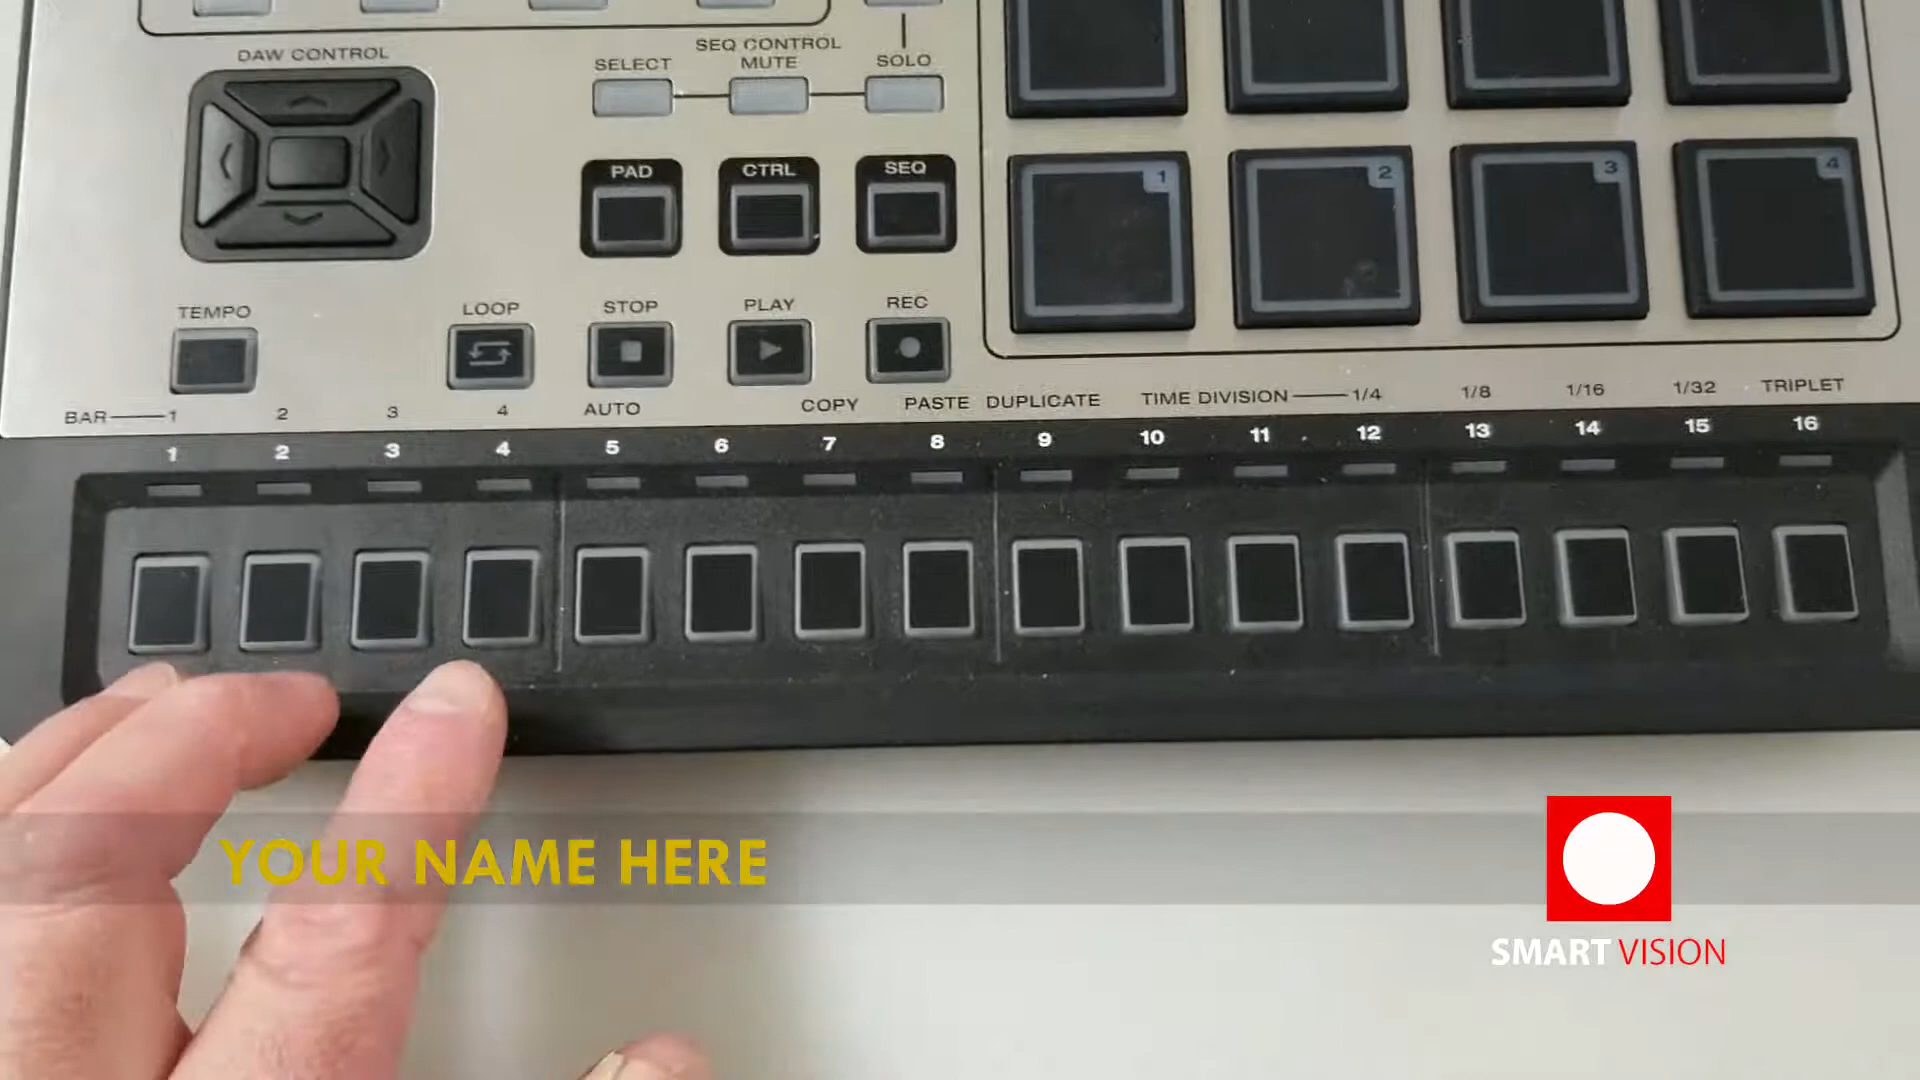 DAW CONTROL
SEQ CONTROL
SELECT MUTE SOLO
PAD CTRL SEQ
1 2 3 4
TEMPO LOOP STOP PLAY REC
BAR 1 2 3 4 AUTO COPY PASTE DUPLICATE TIME DIVISION 1/4 1/8 1/16 1/32 TRIPLET
1 2 3 4 5 6 7 8 9 10 11 12 13 14 15 16
YOUR NAME HERE
SMART VISION